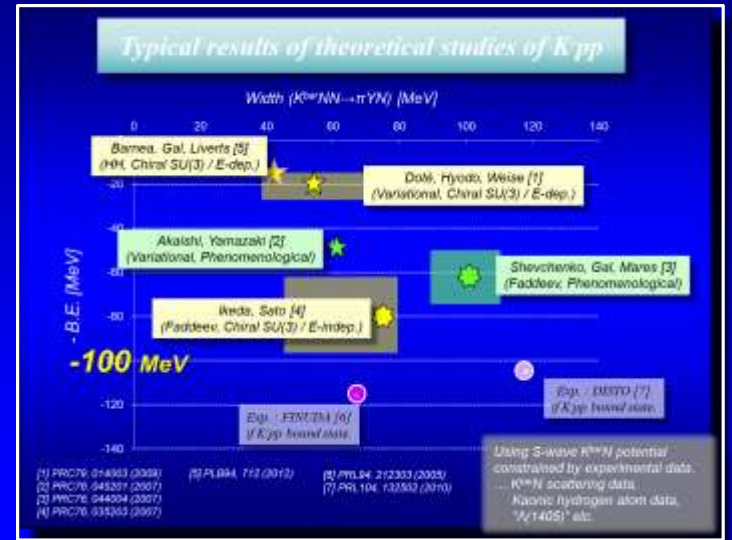 Typical results of theoretical studies of K⁻pp
Width (KᵇᵃʳNN→πYN) [MeV]
0 20 40 60 80 100 120 140
Barnea, Gal, Liverts [5]
(HH, Chiral SU(3) / E-dep.)
Doté, Hyodo, Weise [1]
(Variational, Chiral SU(3) / E-dep.)
-20
-40
Akaishi, Yamazaki [2]
(Variational, Phenomenological)
Shevchenko, Gal, Mares [3]
(Faddeev, Phenomenological)
-60
Ikeda, Sato [4]
(Faddeev, Chiral SU(3) / E-indep.)
-80
- B.E. [MeV]
-100 MeV
Exp. : DISTO [7]
if K⁻pp bound state.
-120
Exp. : FINUDA [6]
if K⁻pp bound state.
-140
Using S-wave KᵇᵃʳN potential
constrained by experimental data.
... KᵇᵃʳN scattering data,
Kaonic hydrogen atom data,
"Λ(1405)" etc.
[1] PRC79, 014003 (2009)
[2] PRC76, 045201 (2007)
[3] PRC76, 044004 (2007)
[4] PRC76, 035203 (2007)
[5] PLB94, 712 (2012)
[6] PRL94, 212303 (2005)
[7] PRL104, 132502 (2010)